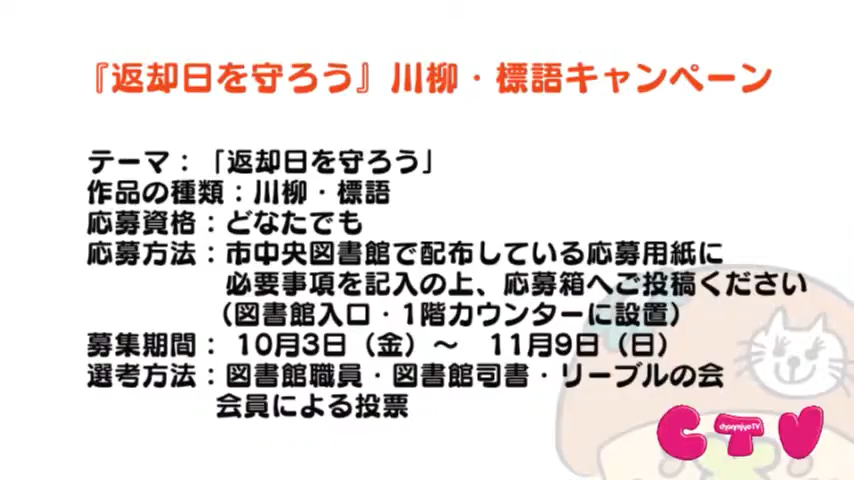 『返却日を守ろう』川柳・標語キャンペーン
テーマ：「返却日を守ろう」
作品の種類：川柳・標語
応募資格：どなたでも
応募方法：市中央図書館で配布している応募用紙に
必要事項を記入の上、応募箱へご投稿ください
（図書館入口・1階カウンターに設置）
募集期間： 10月3日（金）～ 11月9日（日）
選考方法：図書館職員・図書館司書・リーブルの会
会員による投票
CTV